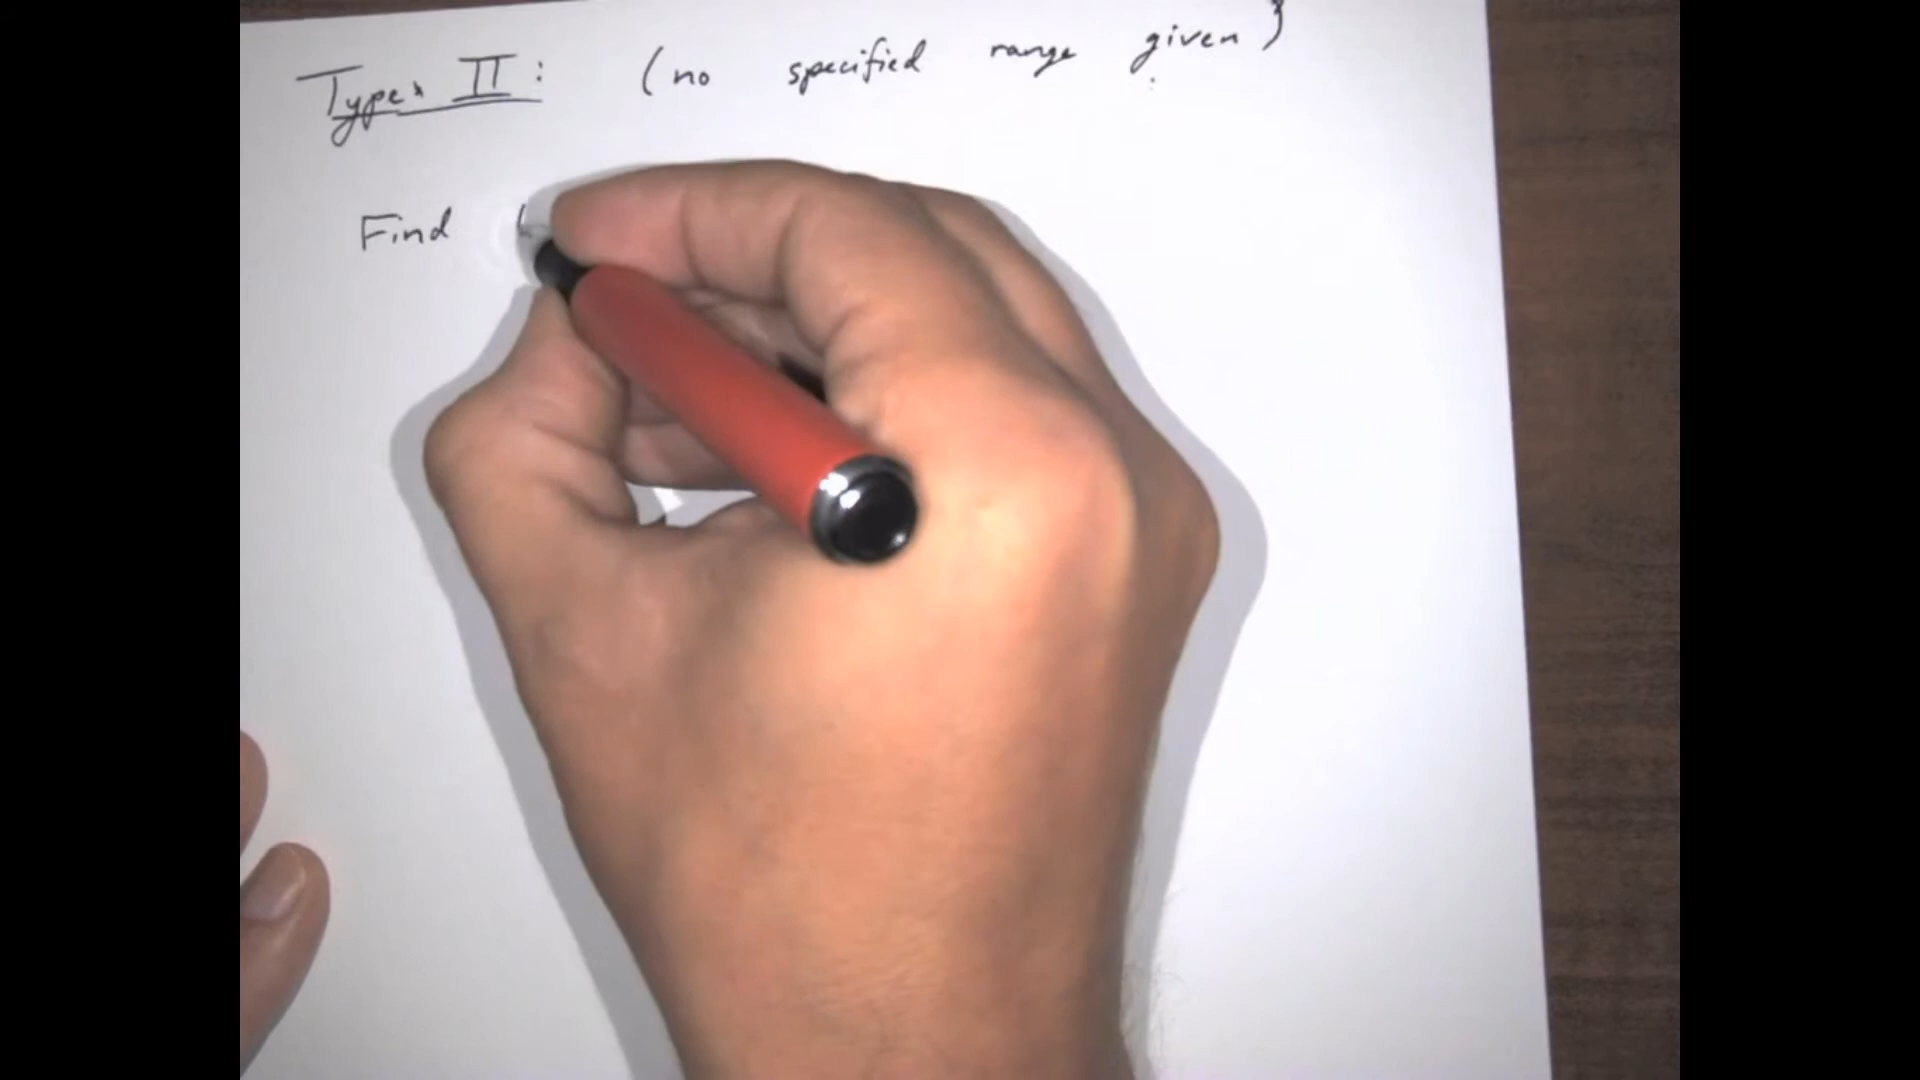 Type II: (no specified range given)
Find